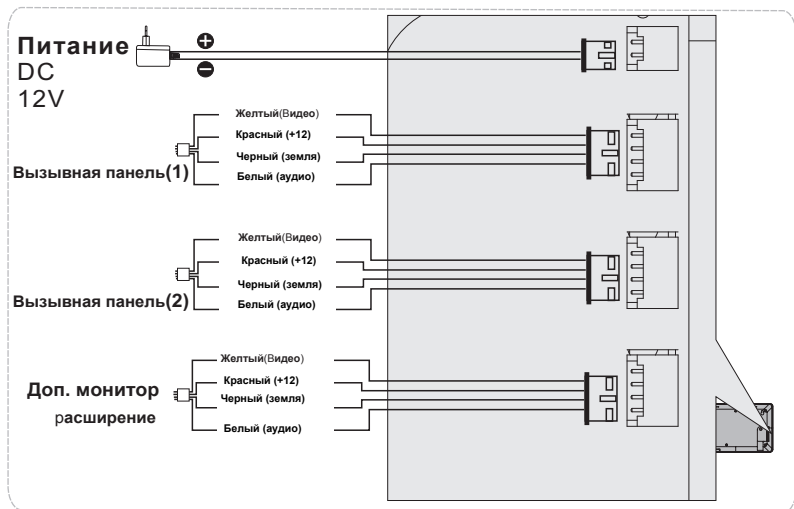 Питание
DC
12V
Желтый(Видео)
Красный (+12)
Черный (земля)
Вызывная панель(1)
Белый (аудио)
Желтый(Видео)
Красный (+12)
Черный (земля)
Вызывная панель(2)
Белый (аудио)
Желтый(Видео)
Доп. монитор
Красный (+12)
Черный (земля)
расширение
Белый (аудио)